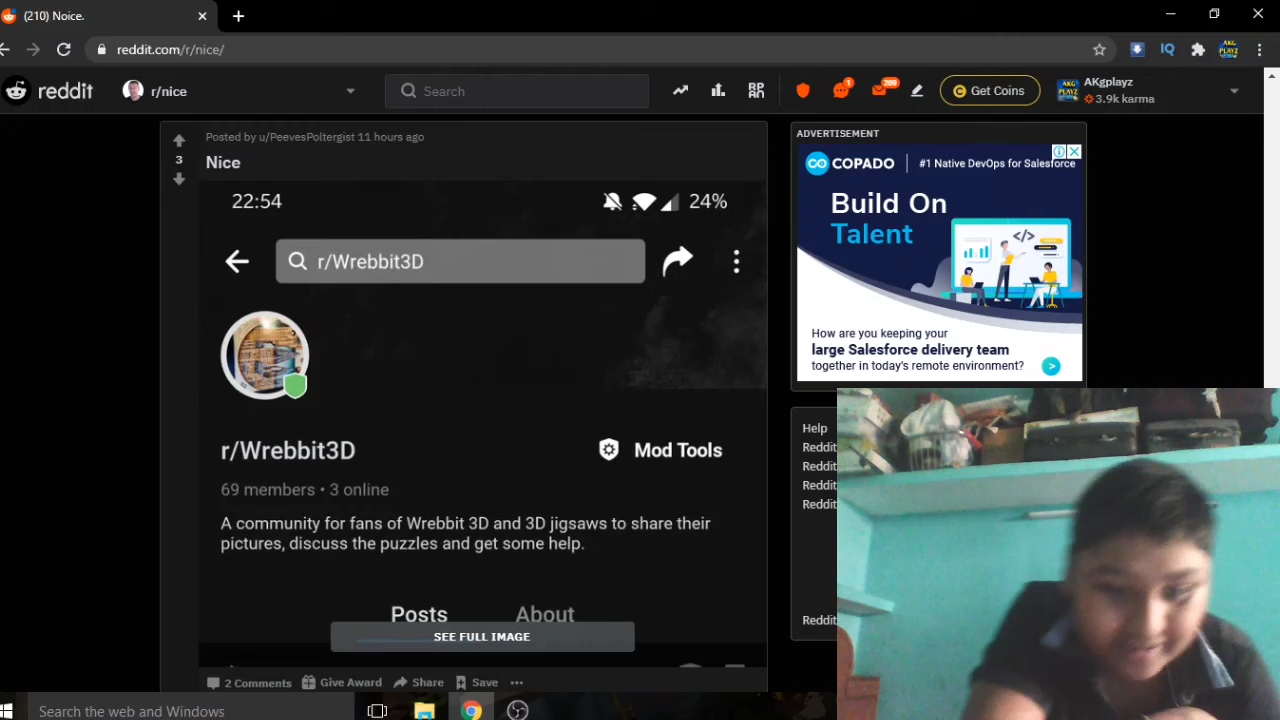 (210) Noice.
reddit.com/r/nice/
IQ
AKG PLAYZ
reddit
r/nice
Search
1
799
Get Coins
AKgplayz
3.9k karma
Posted by u/PeevesPoltergist 11 hours ago
3
Nice
22:54
24%
r/Wrebbit3D
r/Wrebbit3D
Mod Tools
69 members • 3 online
A community for fans of Wrebbit 3D and 3D jigsaws to share their
pictures, discuss the puzzles and get some help.
Posts
About
SEE FULL IMAGE
2 Comments
Give Award
Share
Save
ADVERTISEMENT
COPADO
#1 Native DevOps for Salesforce
Build On
Talent
</>
How are you keeping your
large Salesforce delivery team
together in today's remote environment?
Help
Reddit
Reddit
Reddit
Reddit
Reddit
Search the web and Windows